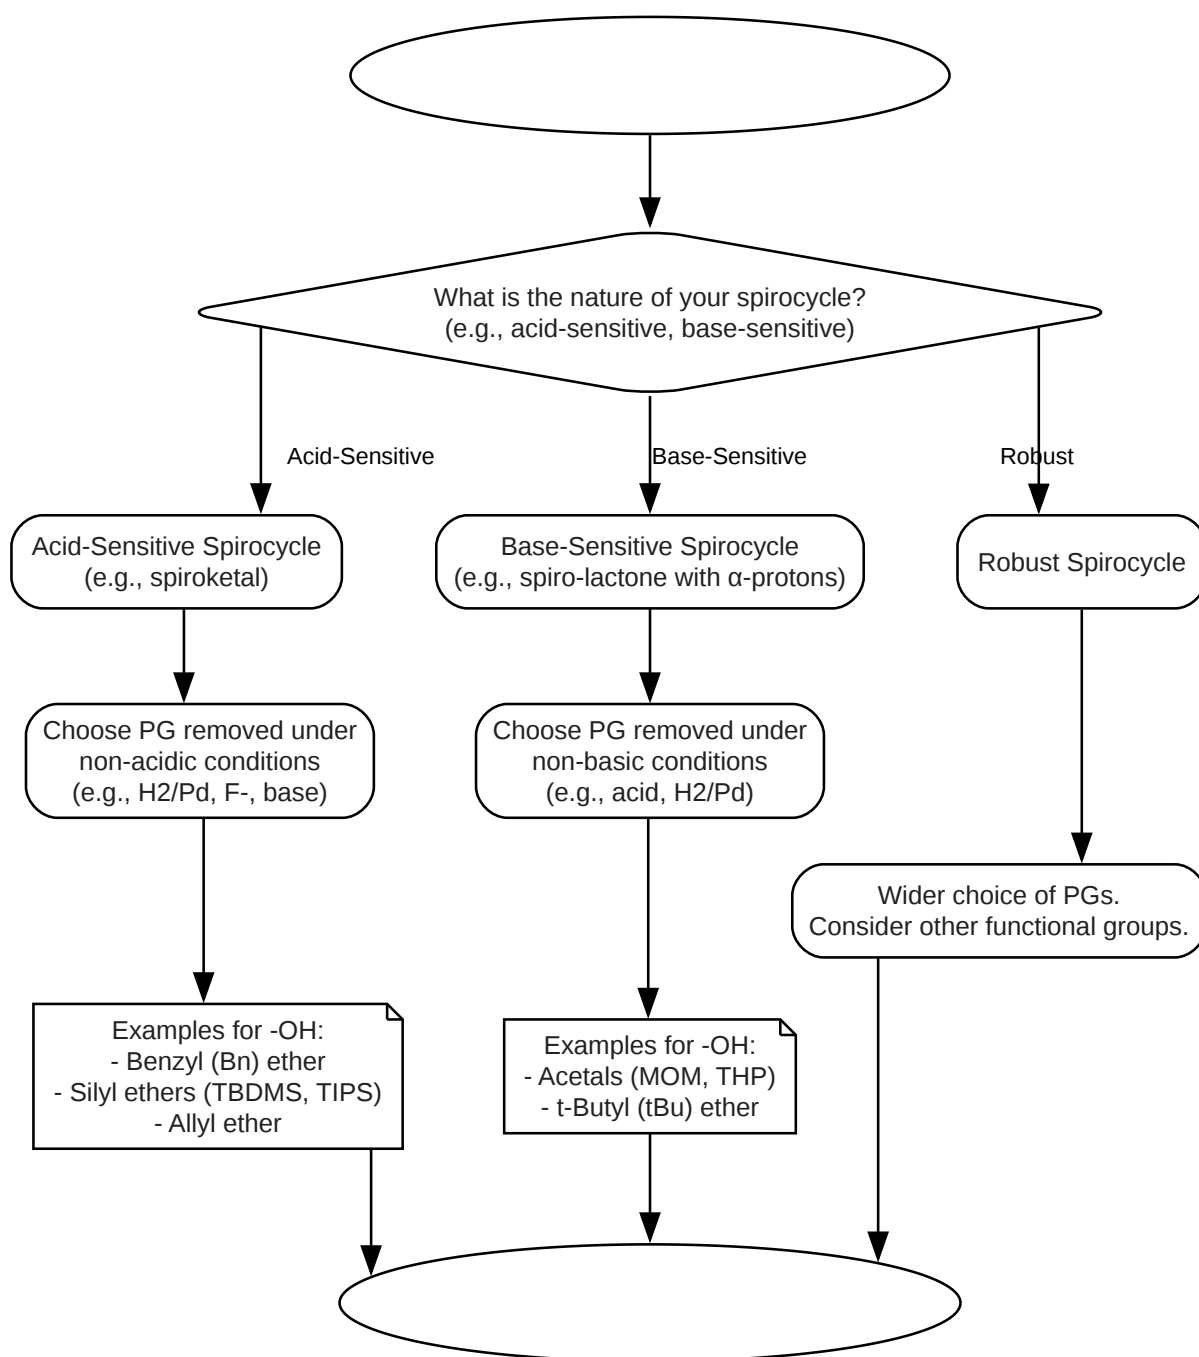 What is the nature of your spirocycle?
(e.g., acid-sensitive, base-sensitive)
Acid-Sensitive
Base-Sensitive
Robust
Acid-Sensitive Spirocycle
(e.g., spiroketal)
Base-Sensitive Spirocycle
(e.g., spiro-lactone with α-protons)
Robust Spirocycle
Choose PG removed under
non-acidic conditions
(e.g., H2/Pd, F-, base)
Choose PG removed under
non-basic conditions
(e.g., acid, H2/Pd)
Wider choice of PGs.
Consider other functional groups.
Examples for -OH:
- Benzyl (Bn) ether
- Silyl ethers (TBDMS, TIPS)
- Allyl ether
Examples for -OH:
- Acetals (MOM, THP)
- t-Butyl (tBu) ether